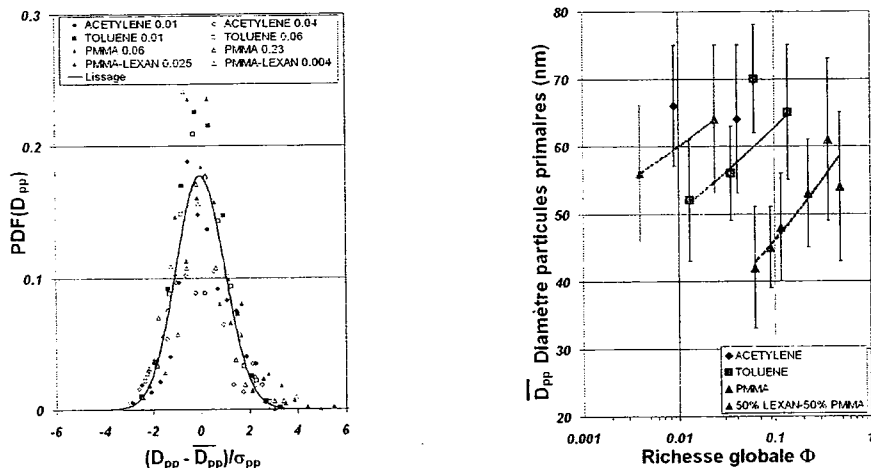 0.3
ACETYLENE 0.01
ACETYLENE 0.04
TOLUENE 0.01
TOLUENE 0.06
PMMA 0.06
PMMA 0.23
PMMA-LEXAN 0.025
PMMA-LEXAN 0.004
Lissage
0.2
0.1
0
PDF(Dpp)
-6
-4
-2
0
2
4
6
(Dpp - Dpp)/σpp
Dpp Diamètre particules primaires (nm)
80
70
60
50
40
30
20
ACETYLENE
TOLUENE
PMMA
50% LEXAN-50% PMMA
0.001
0.01
0.1
1
Richesse globale Φ